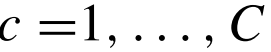 c = 1, . . . , C